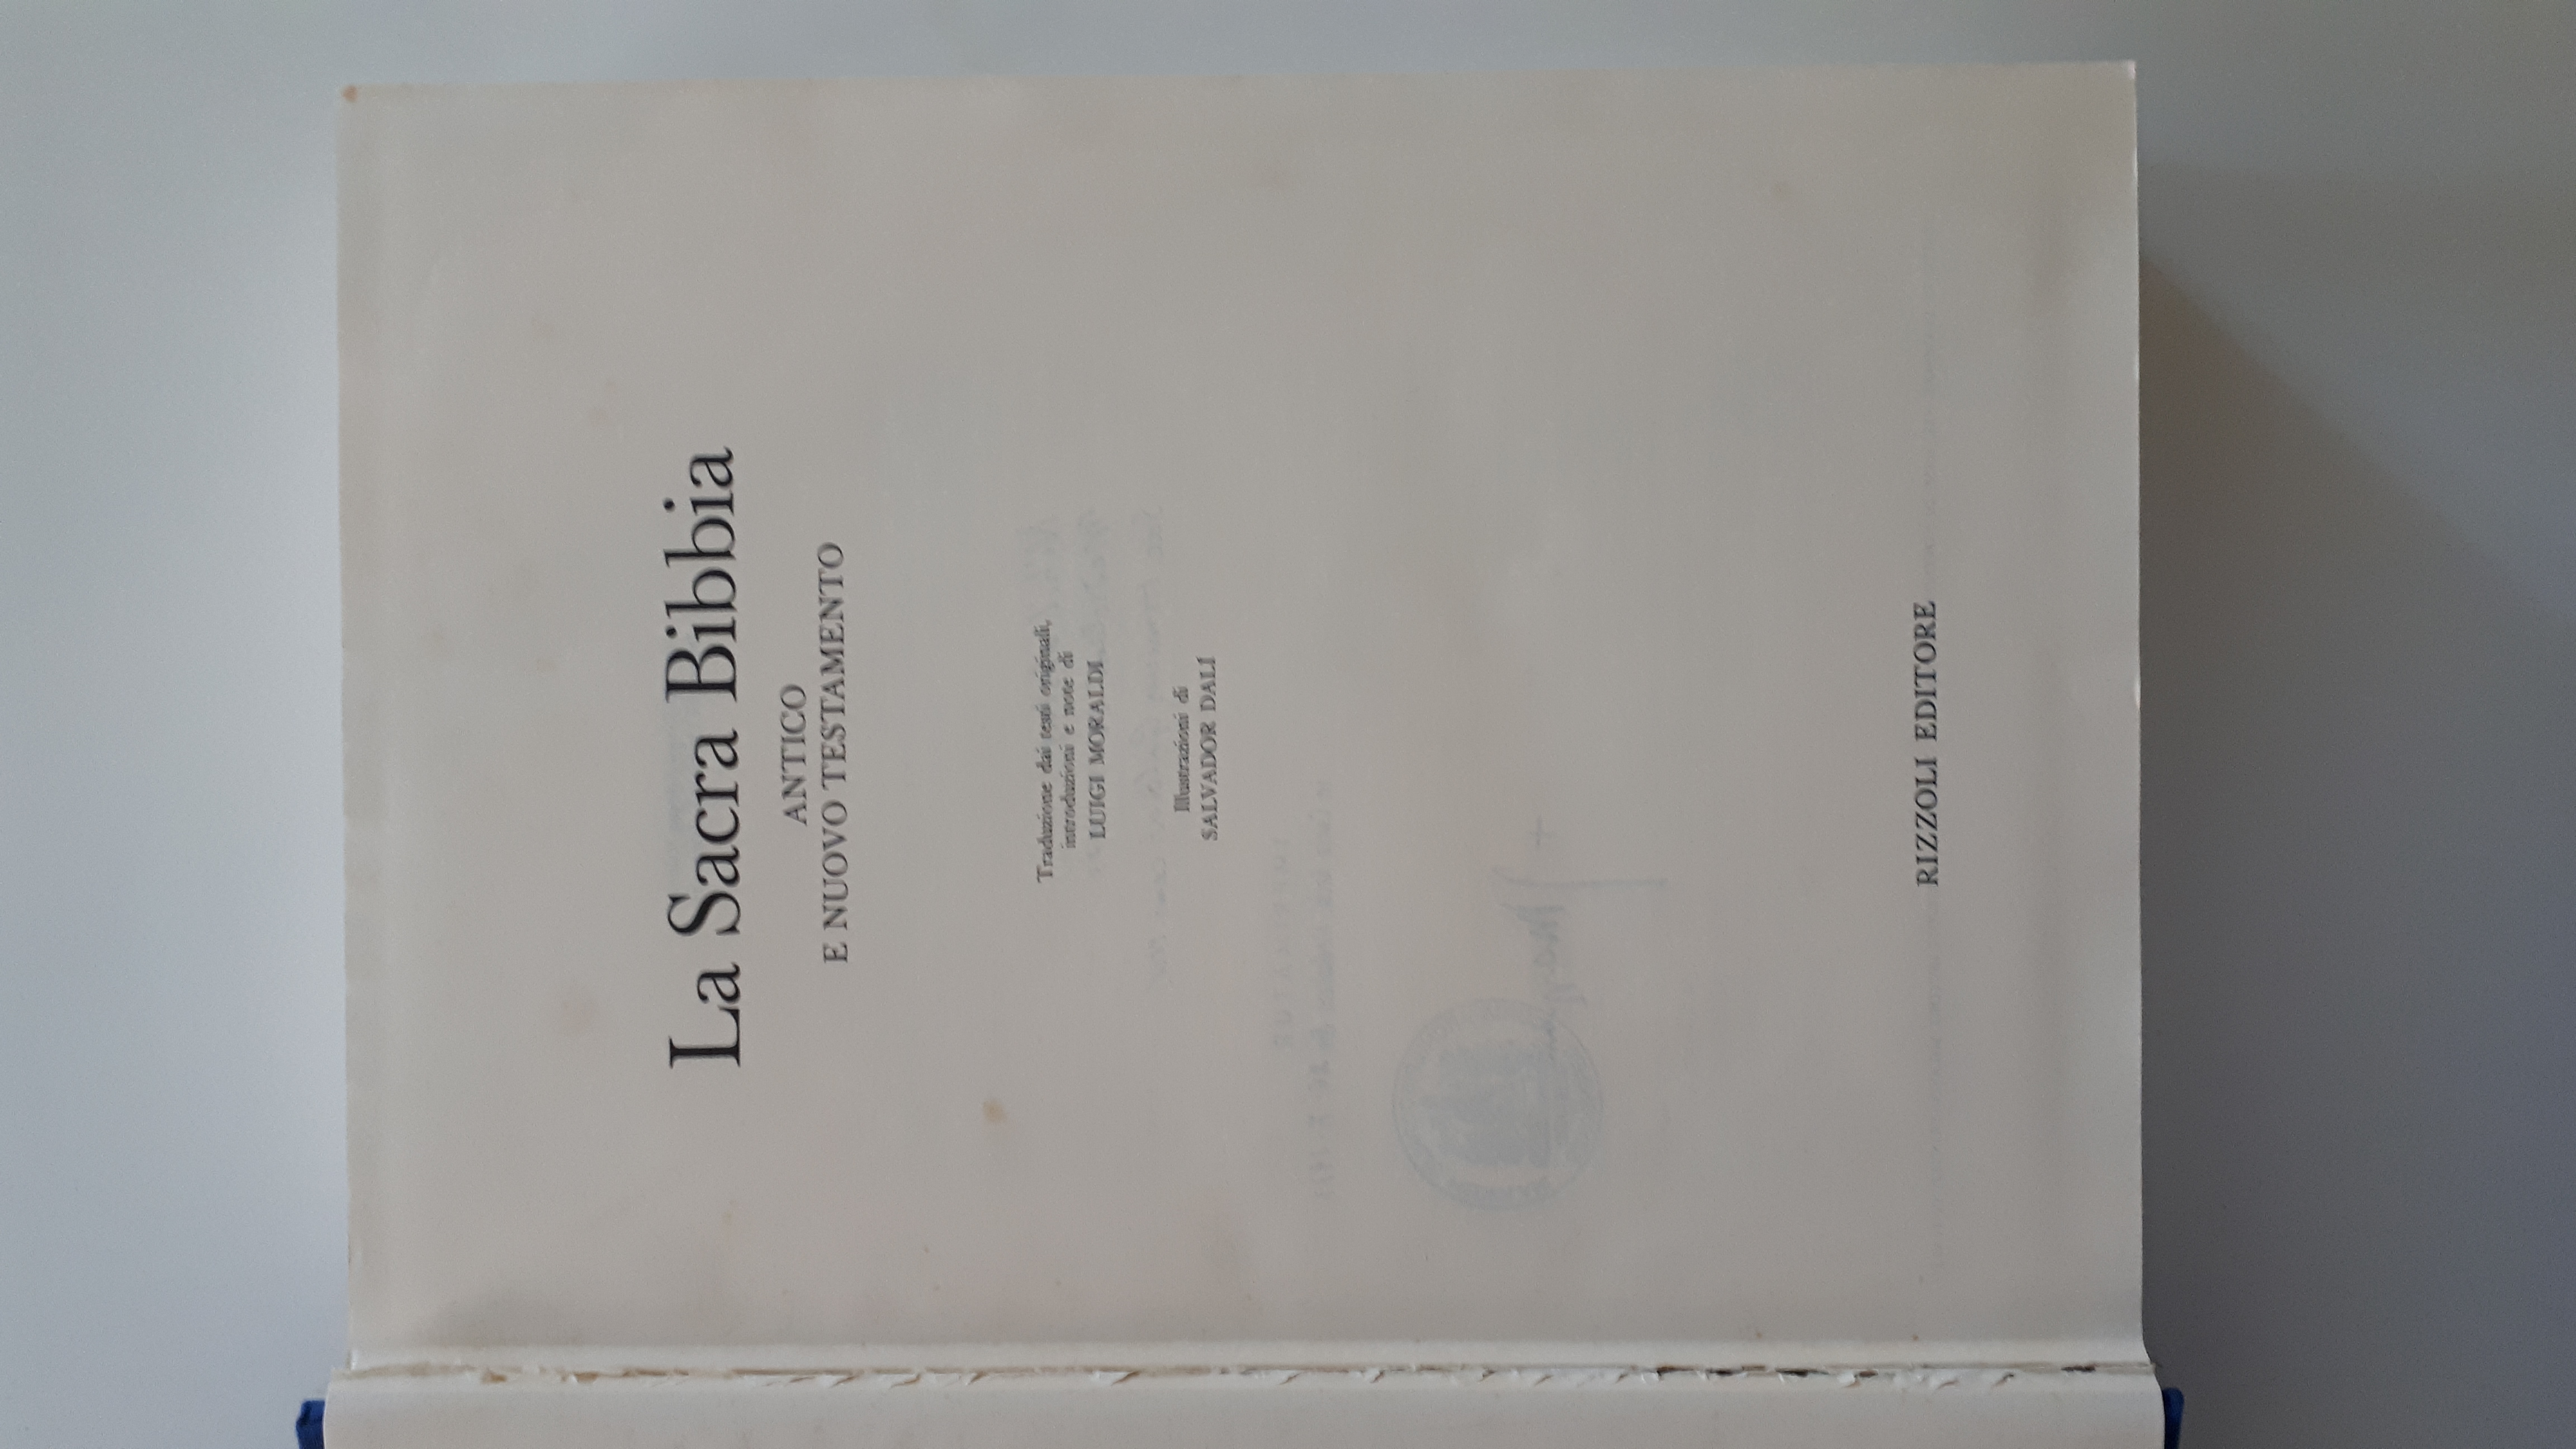 La Sacra Bibbia
ANTICO
E NUOVO TESTAMENTO
Traduzione dai testi originali,
introduzioni e note di
LUIGI MORALDI
Illustrazioni di
SALVADOR DALÍ
RIZZOLI EDITORE